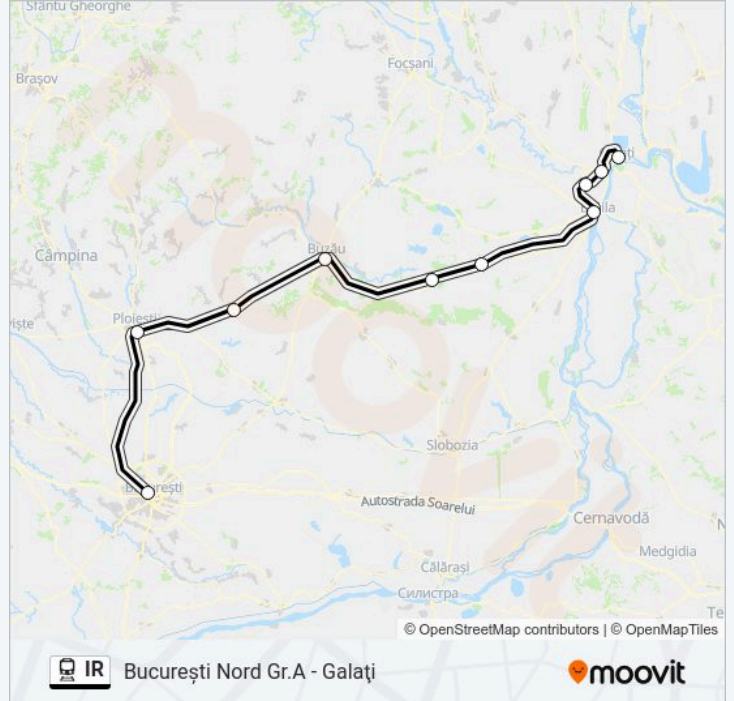 Sfântu Gheorghe
Brașov
Focșani
Buzău
Câmpina
Ploiești
Slobozia
București
Autostrada Soarelui
Cernavodă
Medgidia
Călărași
Силистра
© OpenStreetMap contributors | © OpenMapTiles
IR București Nord Gr.A - Galaţi
moovit